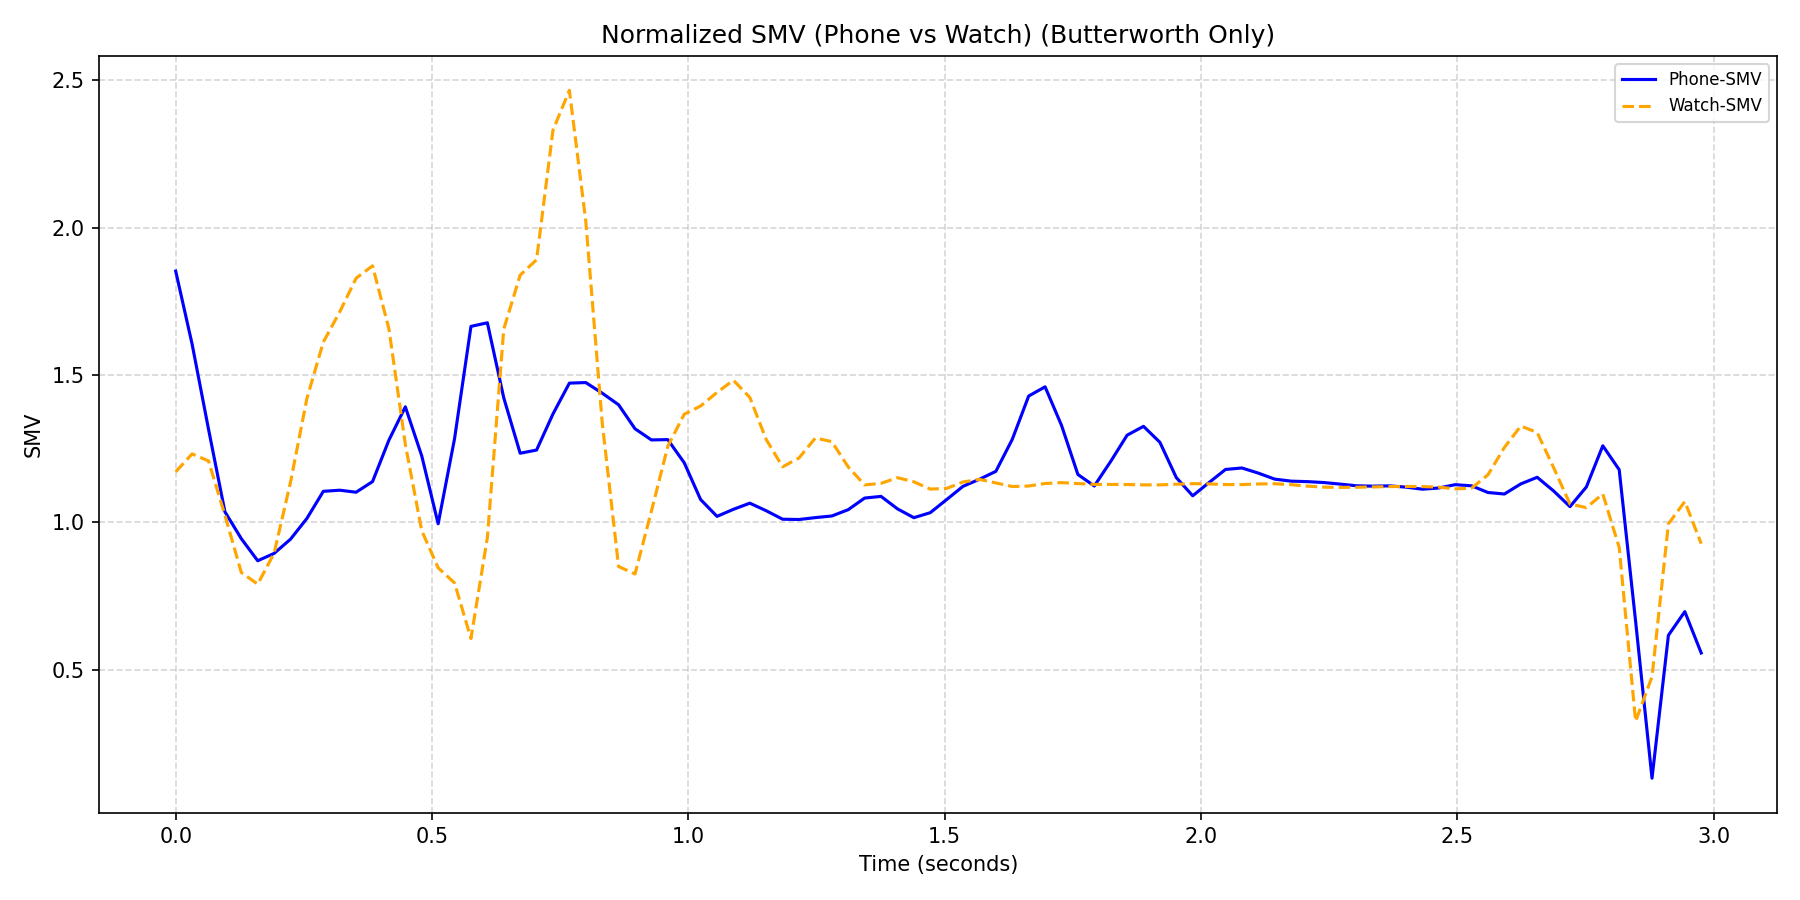 Normalized SMV (Phone vs Watch) (Butterworth Only)
Phone-SMV
Watch-SMV
SMV
2.5
2.0
1.5
1.0
0.5
0.0 0.5 1.0 1.5 2.0 2.5 3.0
Time (seconds)